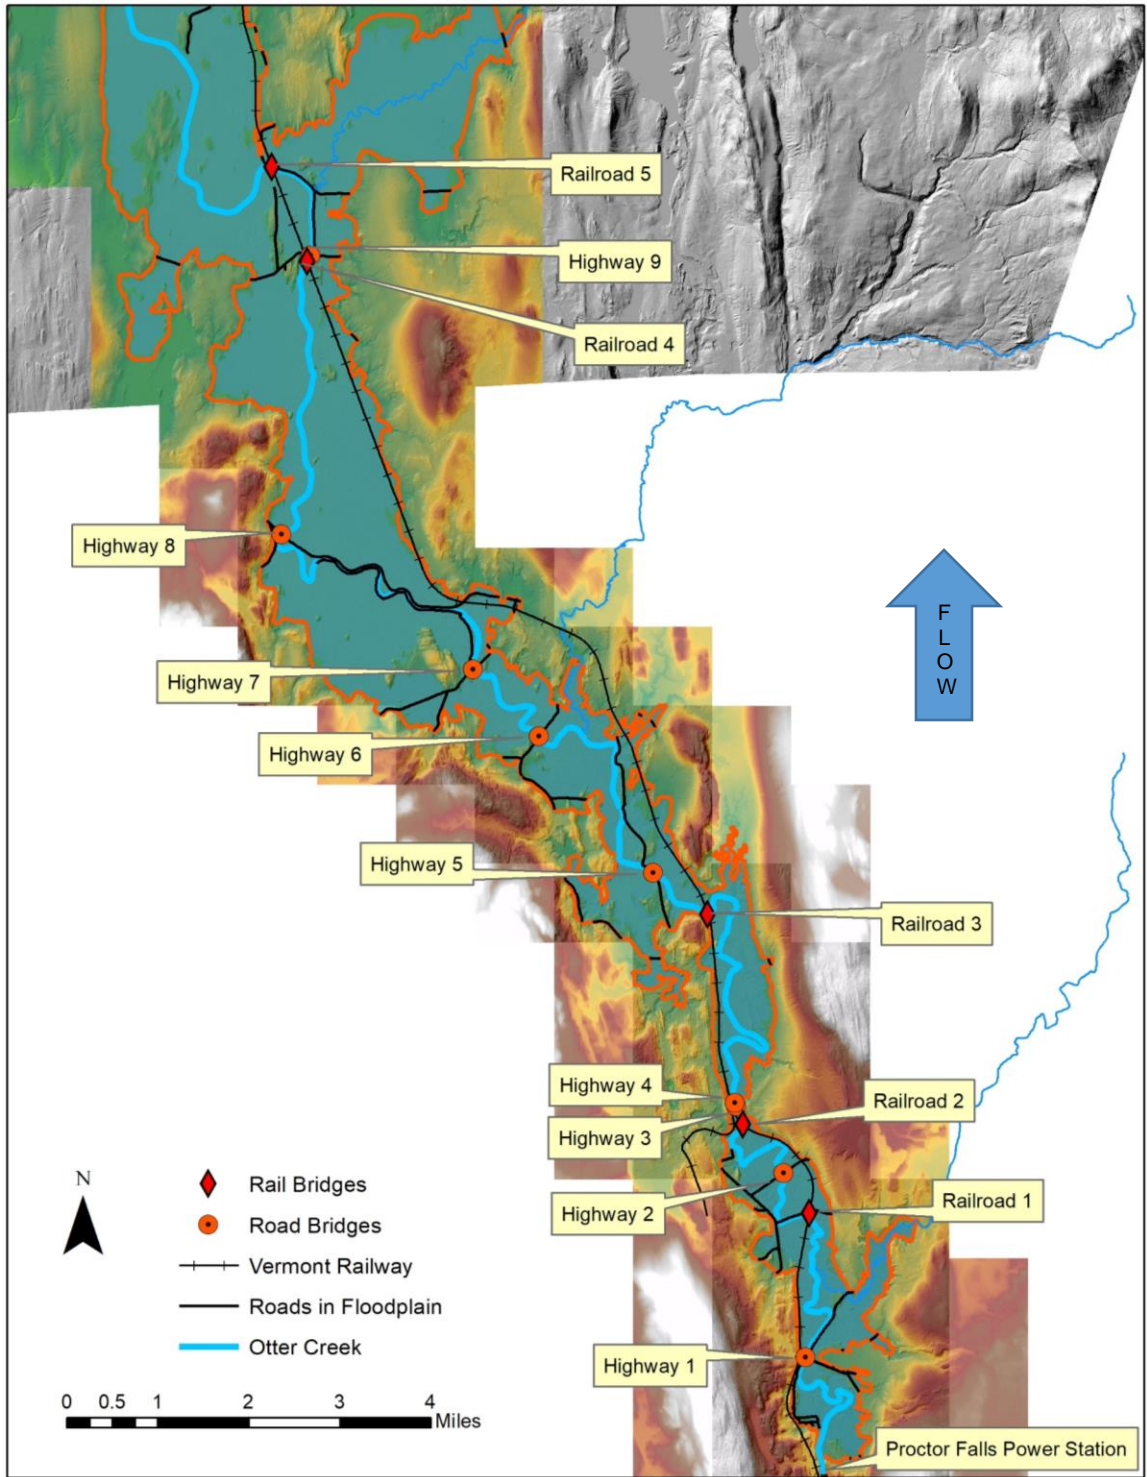 Railroad 5
Highway 9
Railroad 4
Highway 8
F
L
O
W
Highway 7
Highway 6
Highway 5
Railroad 3
Highway 4
Railroad 2
Highway 3
N
Rail Bridges
Railroad 1
Highway 2
Road Bridges
Vermont Railway
Roads in Floodplain
Otter Creek
Highway 1
0 0.5 1 2 3 4
Miles
Proctor Falls Power Station